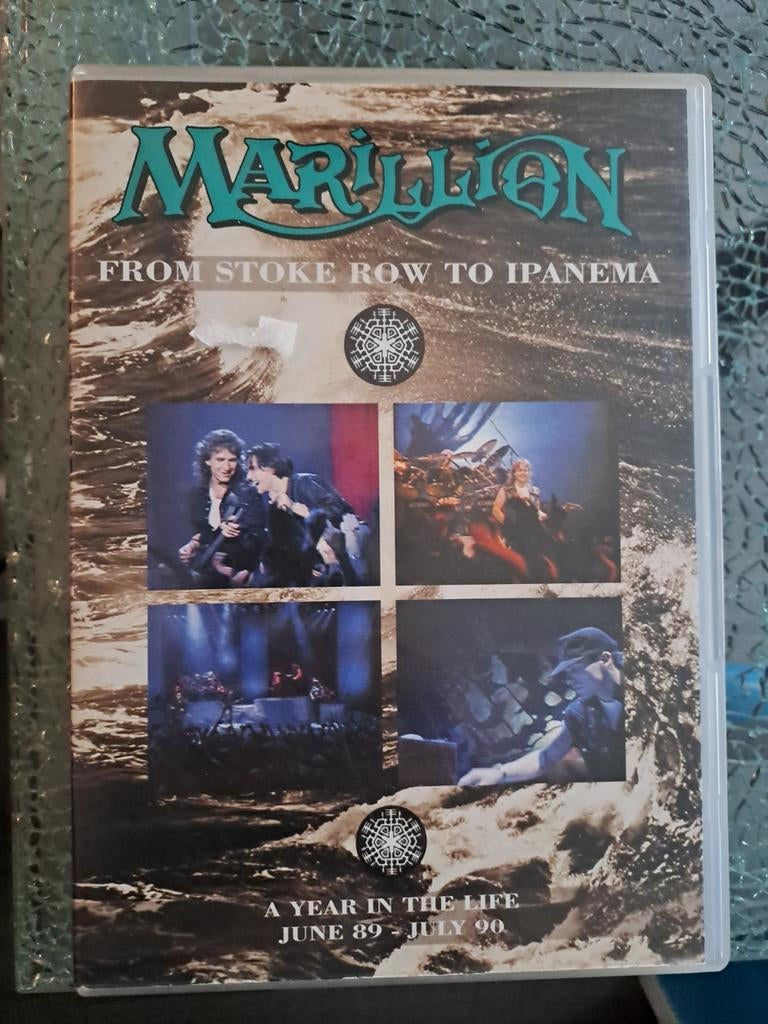 MARiLLiON
FROM STOKE ROW TO IPANEMA
A YEAR IN THE LIFE
JUNE 89 - JULY 90